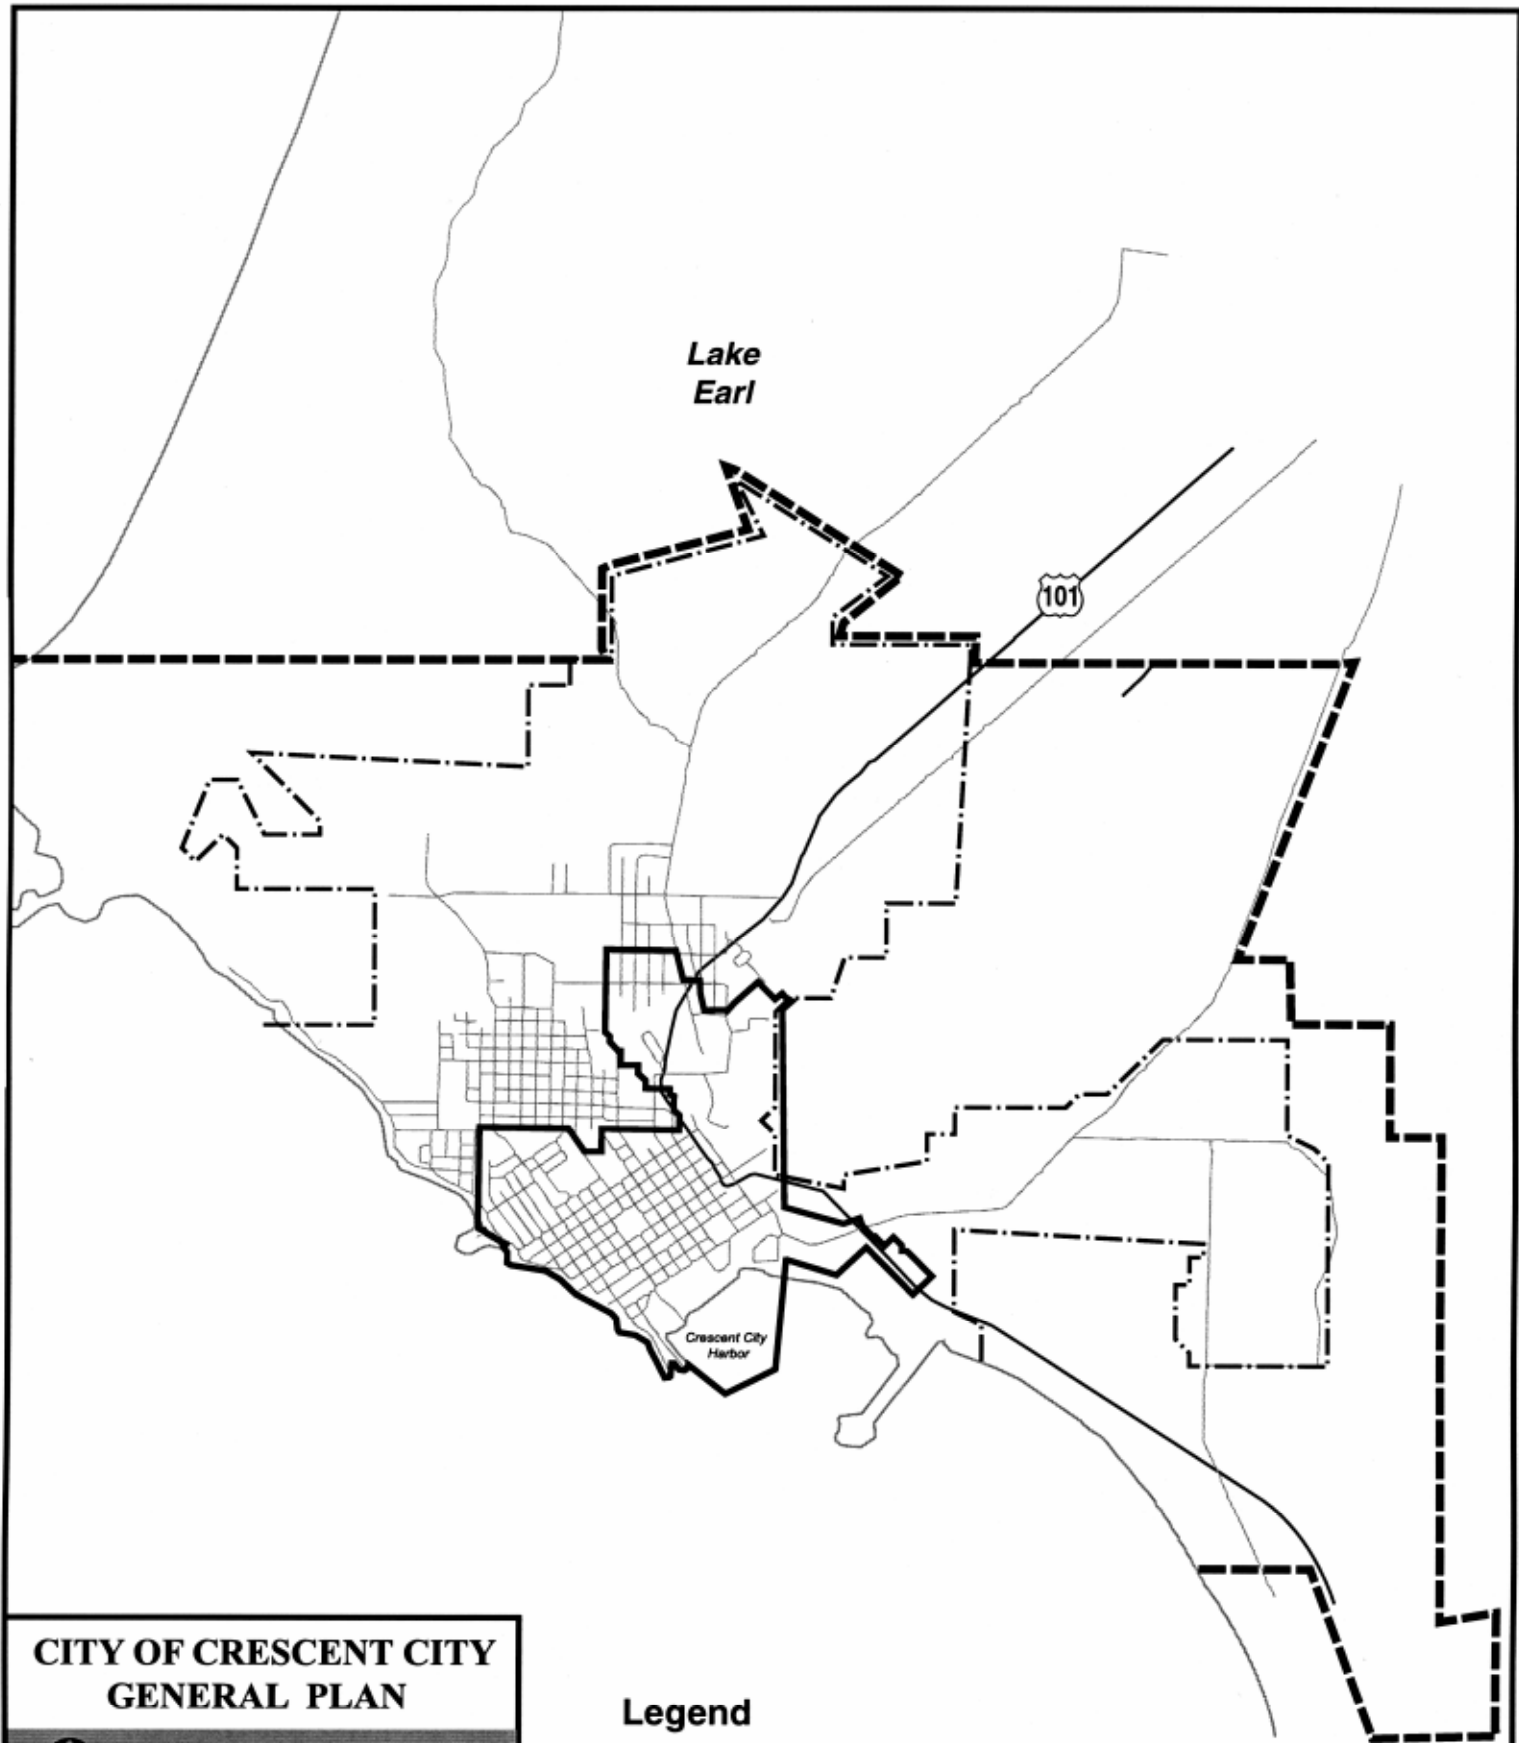 Lake
Earl
101
Crescent City
Harbor
CITY OF CRESCENT CITY
GENERAL PLAN
Legend